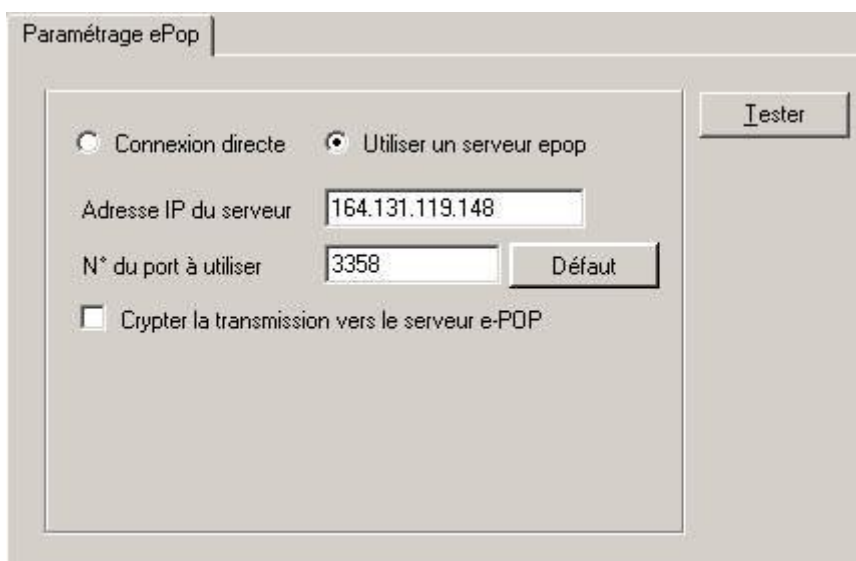 Paramétrage ePop
Tester
Connexion directe
Utiliser un serveur epop
Adresse IP du serveur 164.131.119.148
N° du port à utiliser 3358 Défaut
Crypter la transmission vers le serveur e-POP